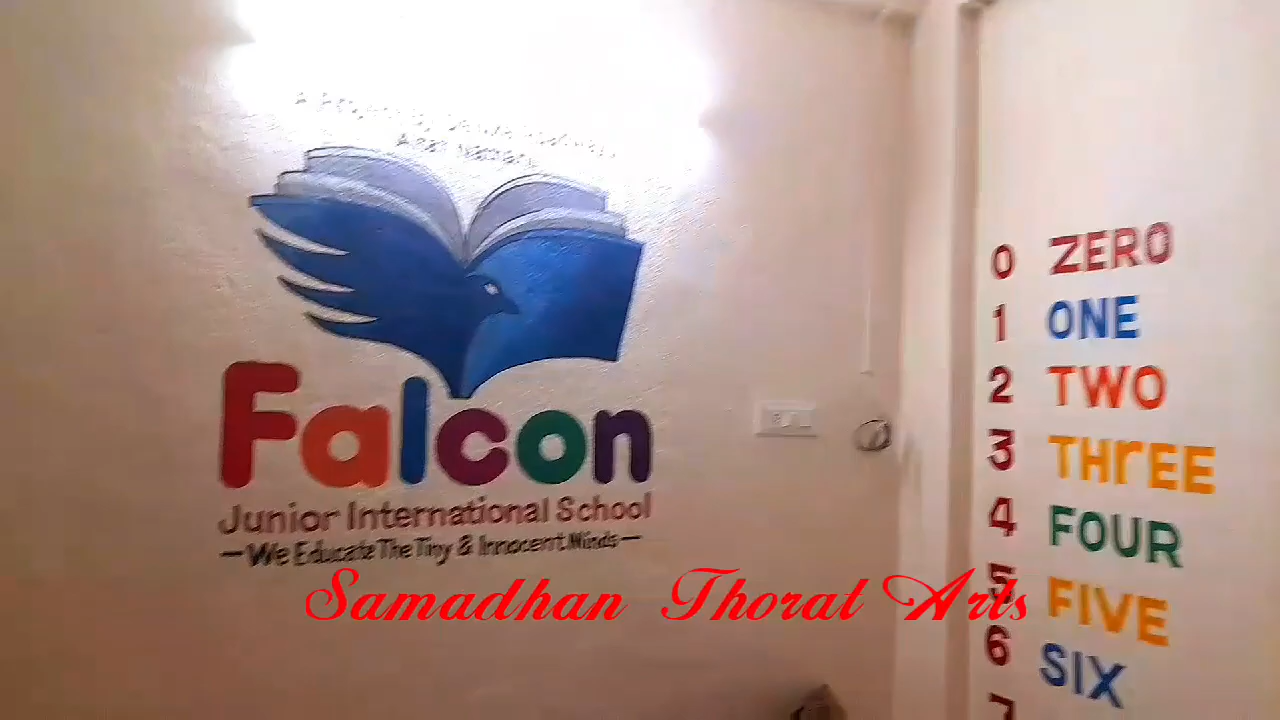 Falcon
Junior International School
— We Educate The Tiny & Innocent Minds —
Samadhan Thorat Arts
0 ZERO
1 ONE
2 TWO
3 THrEE
4 FOUR
5 FIVE
6 SIX
7